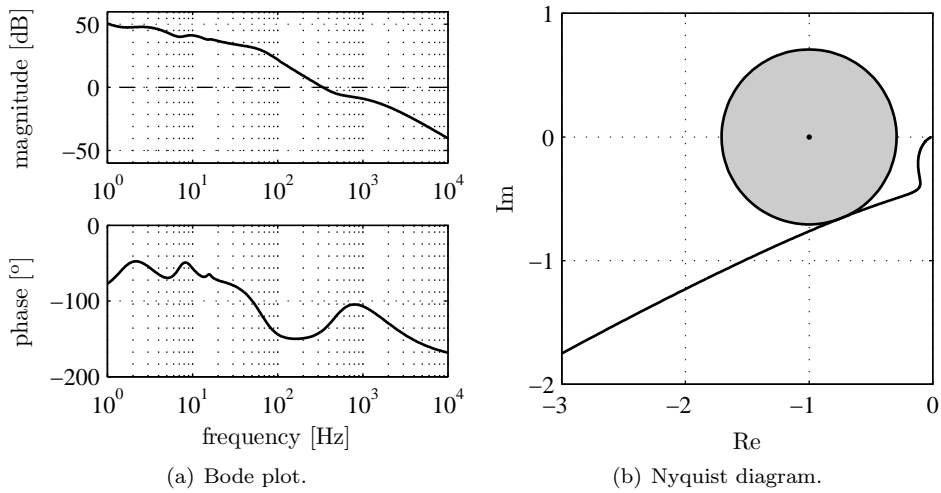 magnitude [dB]
50
0
−50
10^0 10^1 10^2 10^3 10^4
phase [°]
0
−100
−200
10^0 10^1 10^2 10^3 10^4
frequency [Hz]
(a) Bode plot.
Im
1
0
−1
−2
−3 −2 −1 0
Re
(b) Nyquist diagram.